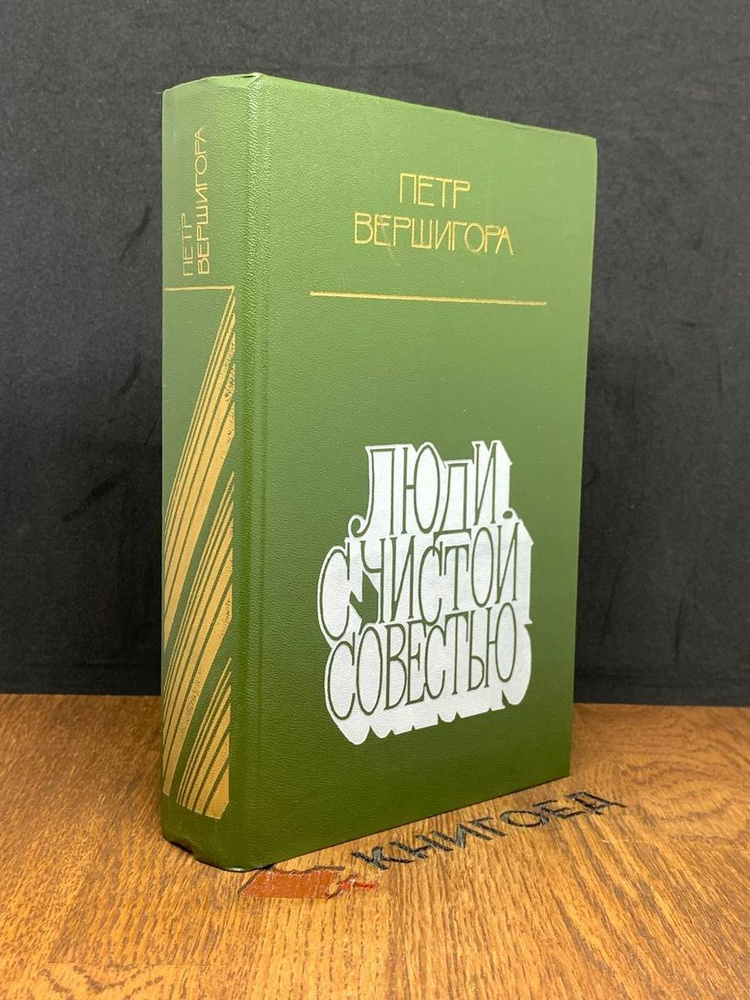 ПЕТР
ВЕРШИГОРА
ПЕТР
ВЕРШИГОРА
ЛЮДИ
С ЧИСТОЙ
СОВЕСТЬЮ
КНИГОЕД